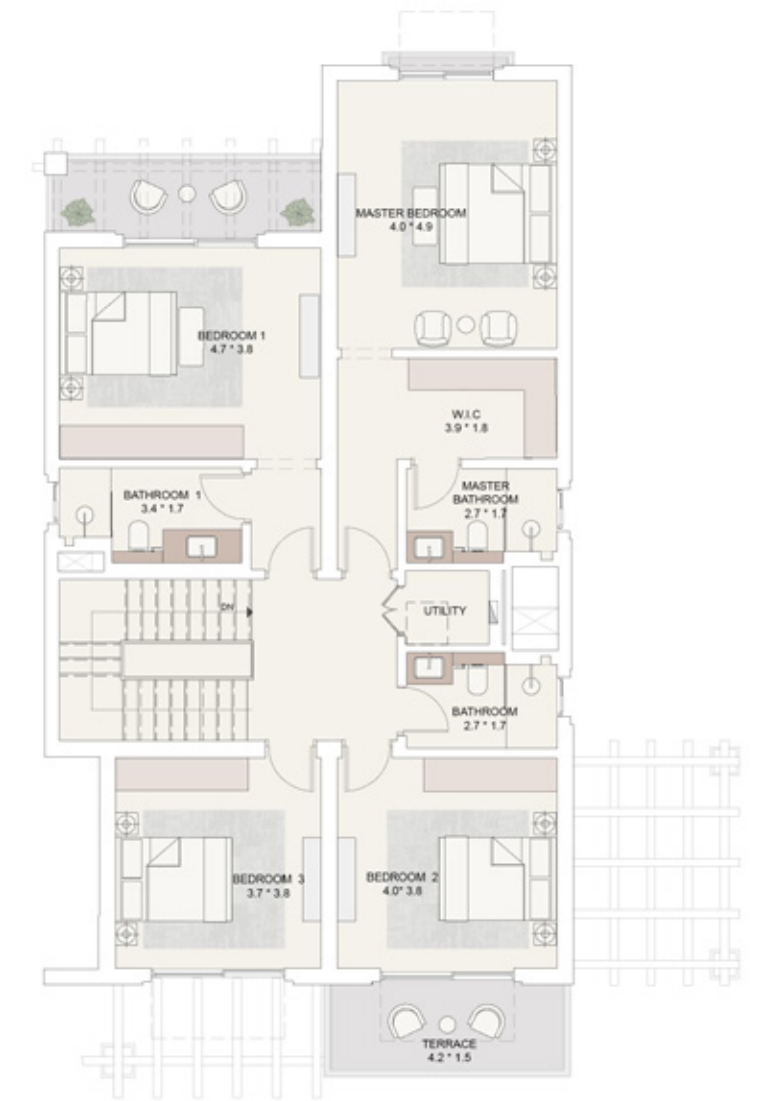 MASTER BEDROOM
4.0 * 4.9
BEDROOM 1
4.7 * 3.8
W.I.C
3.9 * 1.8
BATHROOM 1
3.4 * 1.7
MASTER
BATHROOM
2.7 * 1.7
DN
UTILITY
BATHROOM
2.7 * 1.7
BEDROOM 3
3.7 * 3.8
BEDROOM 2
4.0* 3.8
TERRACE
4.2 * 1.5